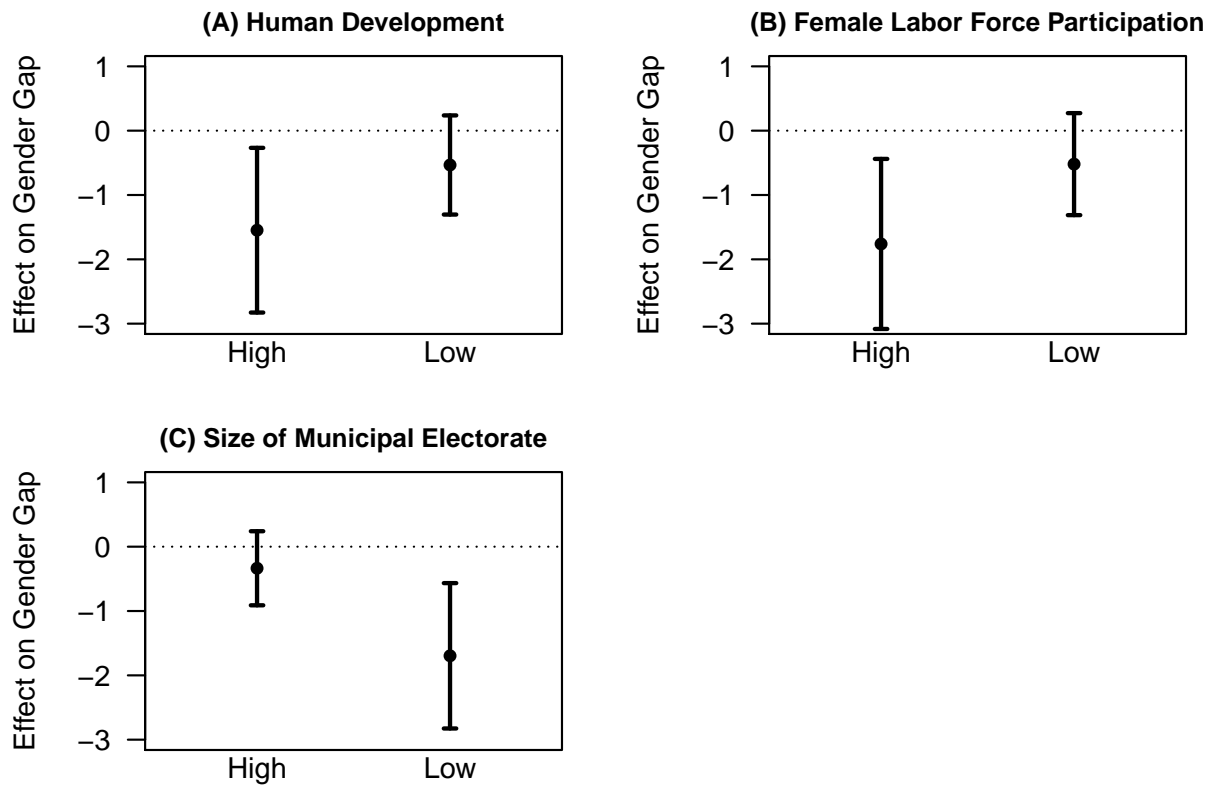 (A) Human Development
Effect on Gender Gap
1
0
−1
−2
−3
High Low
(B) Female Labor Force Participation
Effect on Gender Gap
1
0
−1
−2
−3
High Low
(C) Size of Municipal Electorate
Effect on Gender Gap
1
0
−1
−2
−3
High Low